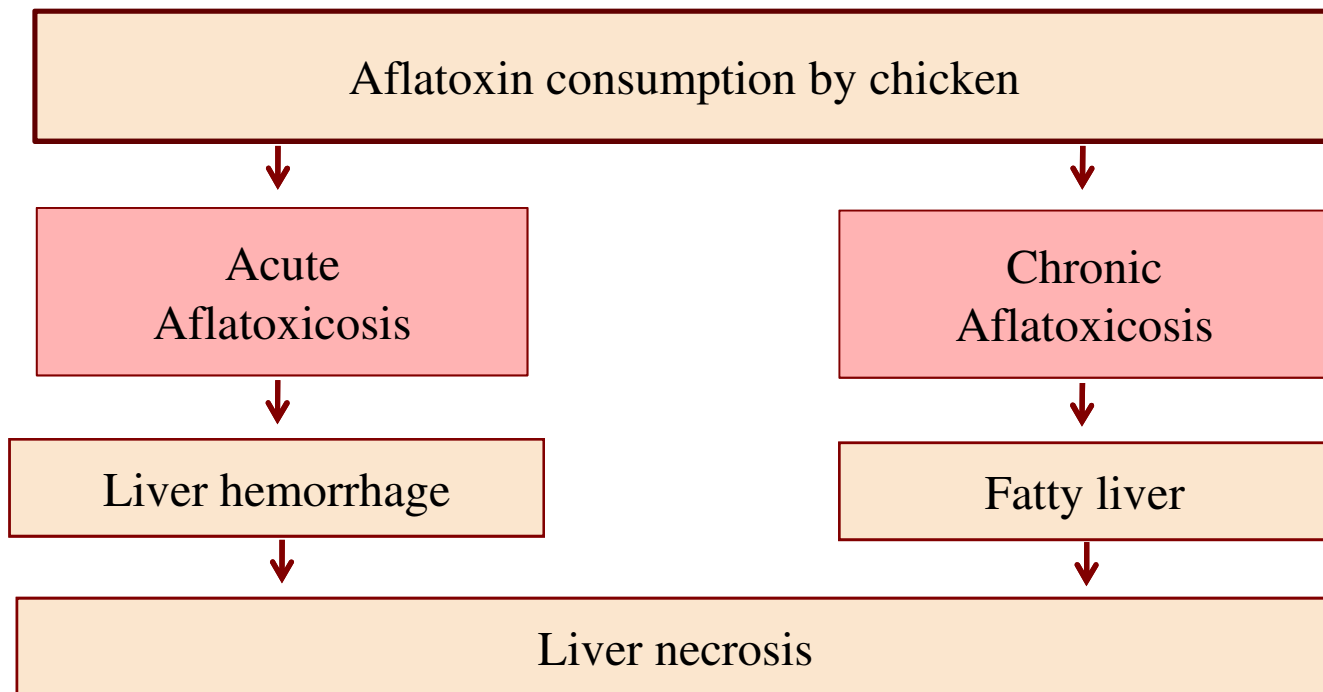 Aflatoxin consumption by chicken
Acute
Aflatoxicosis
Chronic
Aflatoxicosis
Liver hemorrhage
Fatty liver
Liver necrosis